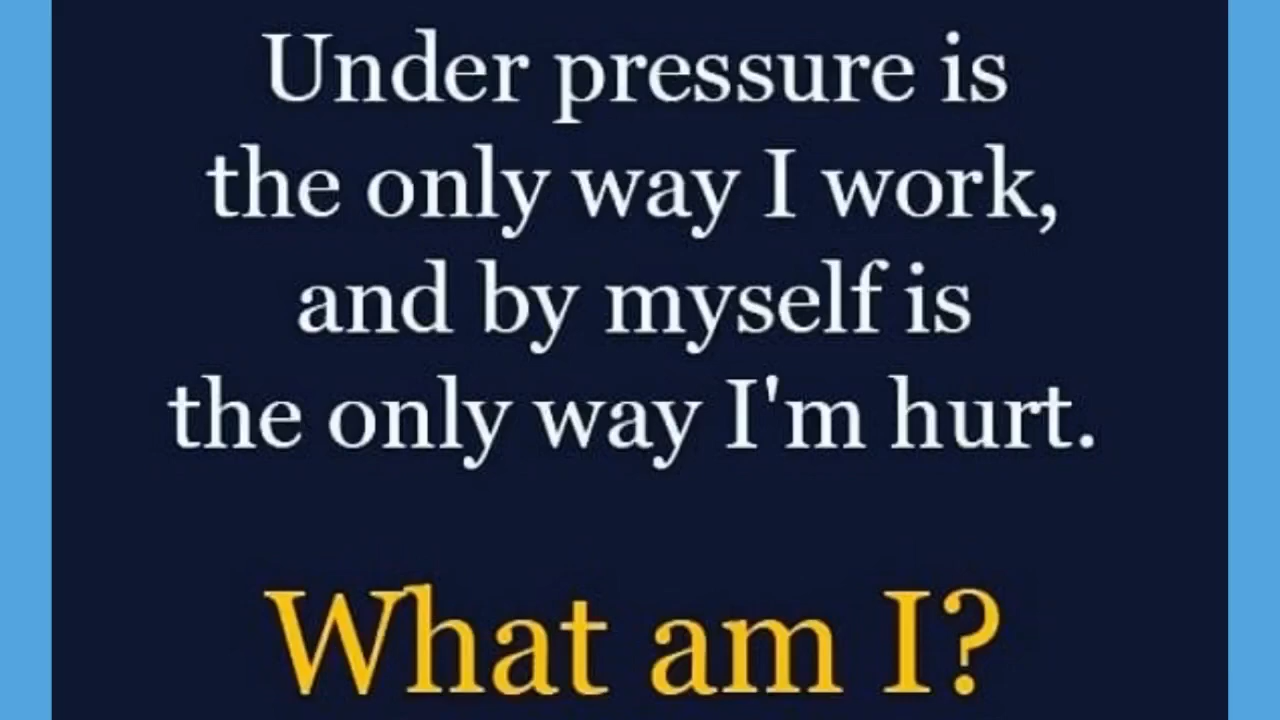 Under pressure is
the only way I work,
and by myself is
the only way I'm hurt.
What am I?